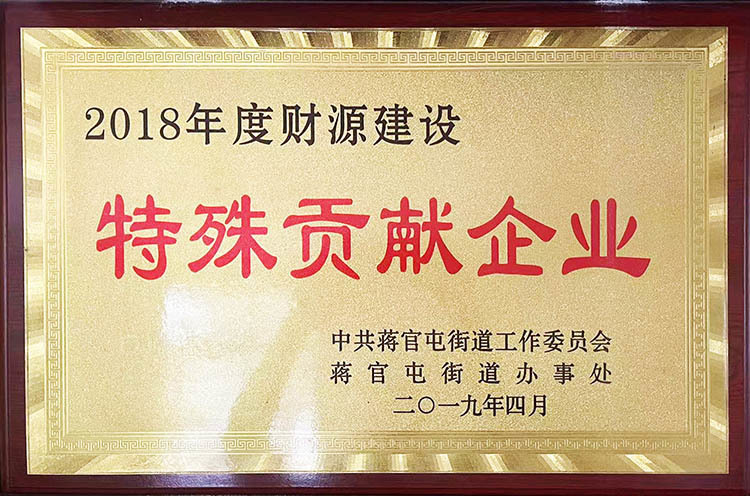 2018年度财源建设
特殊贡献企业
中共蒋官屯街道工作委员会
蒋官屯街道办事处
二〇一九年四月